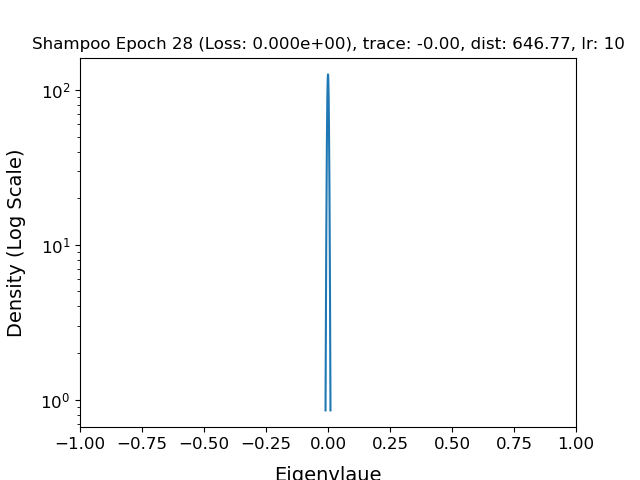 Shampoo Epoch 28 (Loss: 0.000e+00), trace: -0.00, dist: 646.77, lr: 10
Density (Log Scale)
10²
10¹
10⁰
−1.00 −0.75 −0.50 −0.25 0.00 0.25 0.50 0.75 1.00
Eigenvlaue